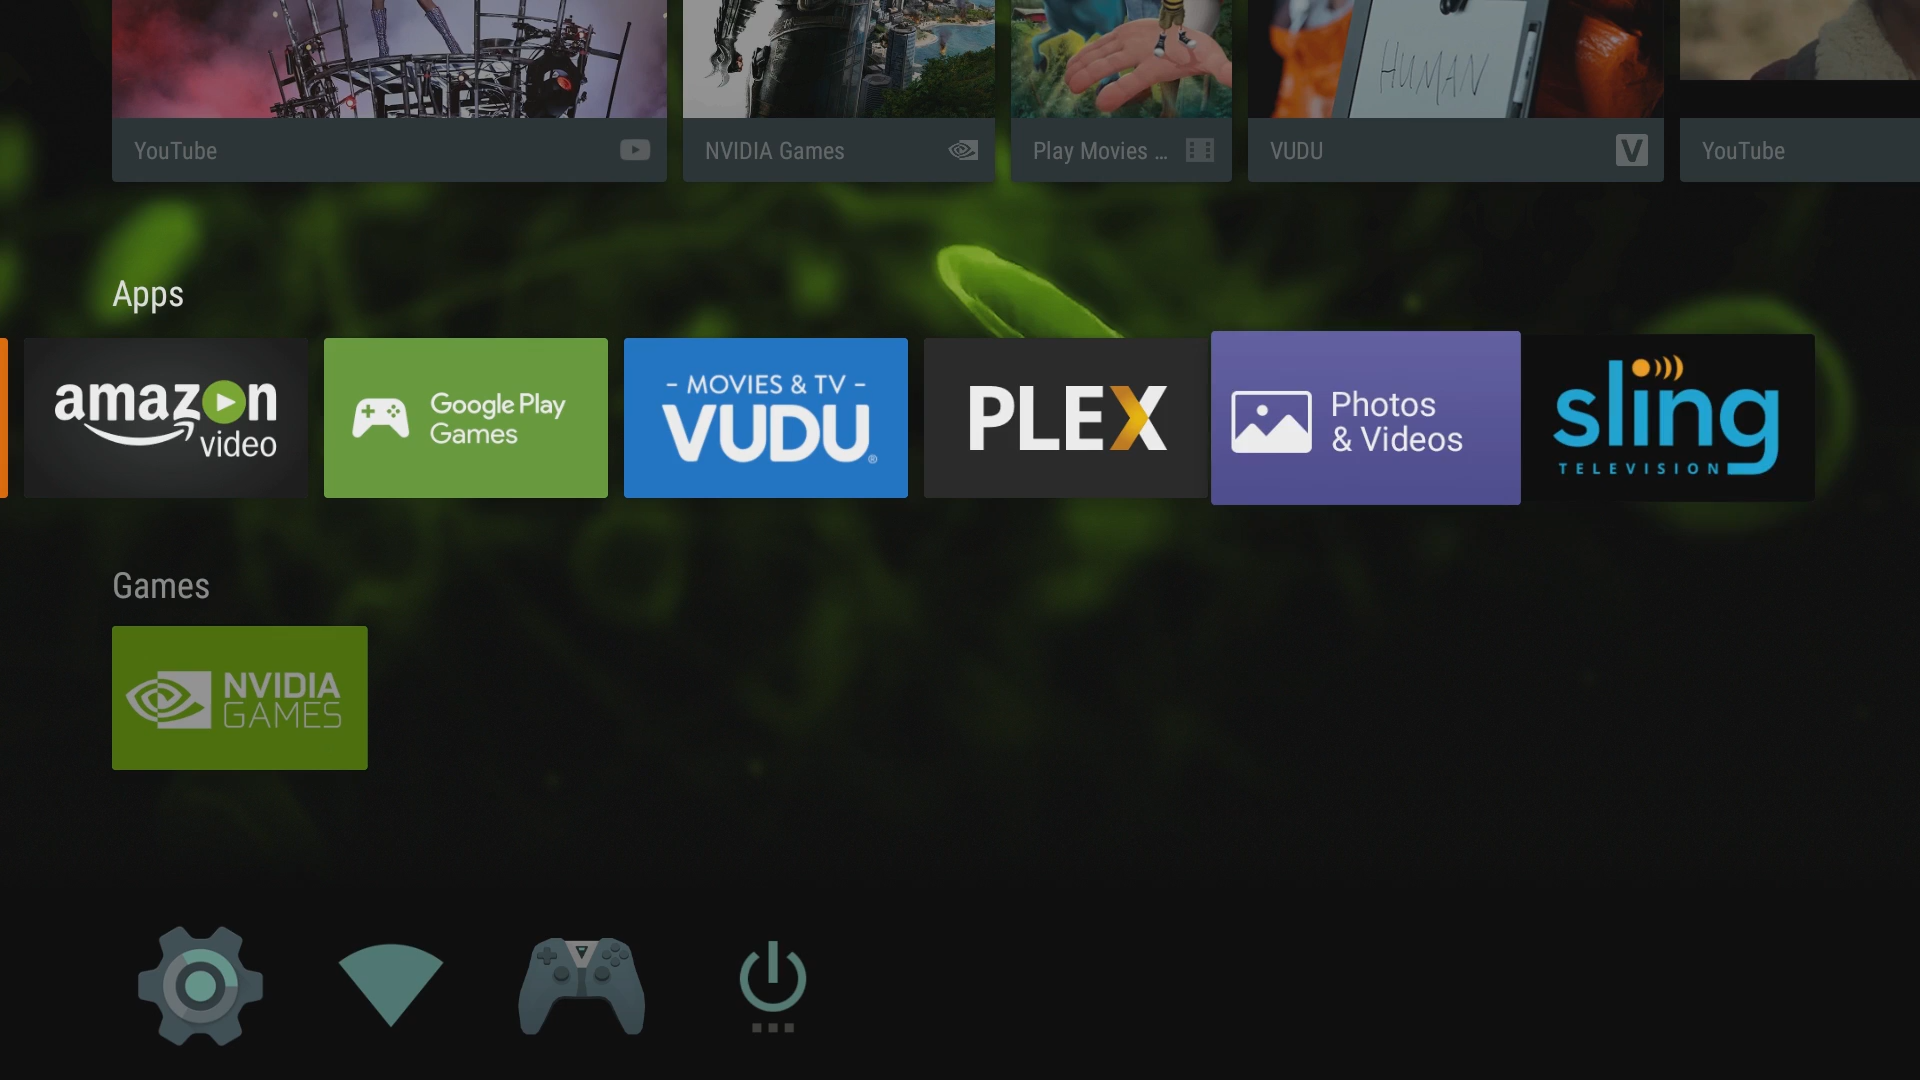 HUMAN
YouTube
NVIDIA Games
Play Movies ...
VUDU
V
YouTube
Apps
amazon
video
Google Play
Games
- MOVIES & TV -
VUDU®
PLEX
Photos
& Videos
sling
TELEVISION
Games
NVIDIA
GAMES